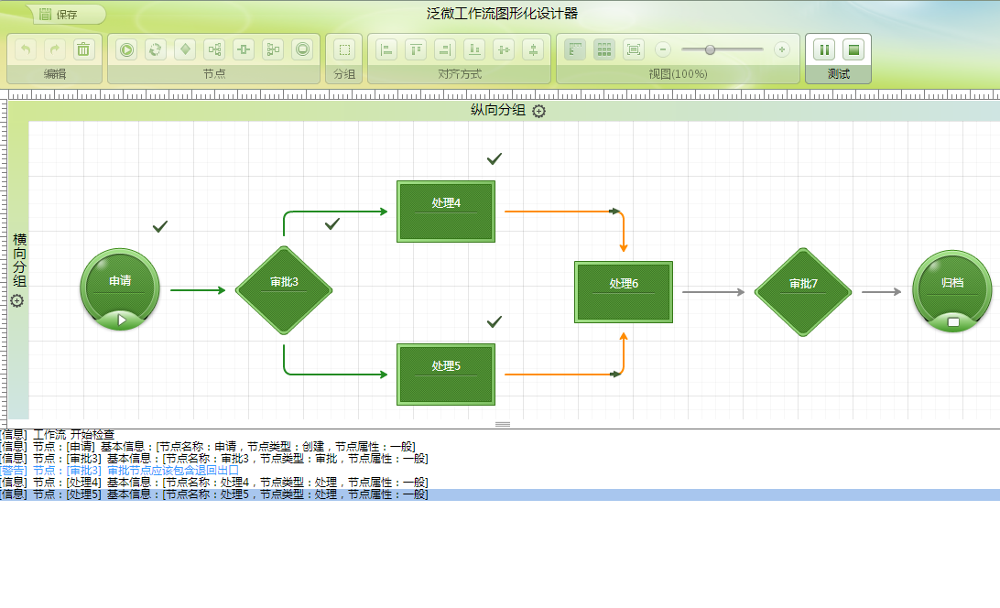 保存
泛微工作流图形化设计器
编辑
节点
分组
对齐方式
视图(100%)
测试
纵向分组
横向分组
申请
审批3
处理4
处理5
处理6
审批7
归档
[信息] 工作流 开始检查
[信息] 节点：[申请] 基本信息：[节点名称：申请，节点类型：创建，节点属性：一般]
[信息] 节点：[审批3] 基本信息：[节点名称：审批3，节点类型：审批，节点属性：一般]
[警告] 节点：[审批3] 审批节点应该包含退回出口
[信息] 节点：[处理4] 基本信息：[节点名称：处理4，节点类型：处理，节点属性：一般]
[信息] 节点：[处理5] 基本信息：[节点名称：处理5，节点类型：处理，节点属性：一般]